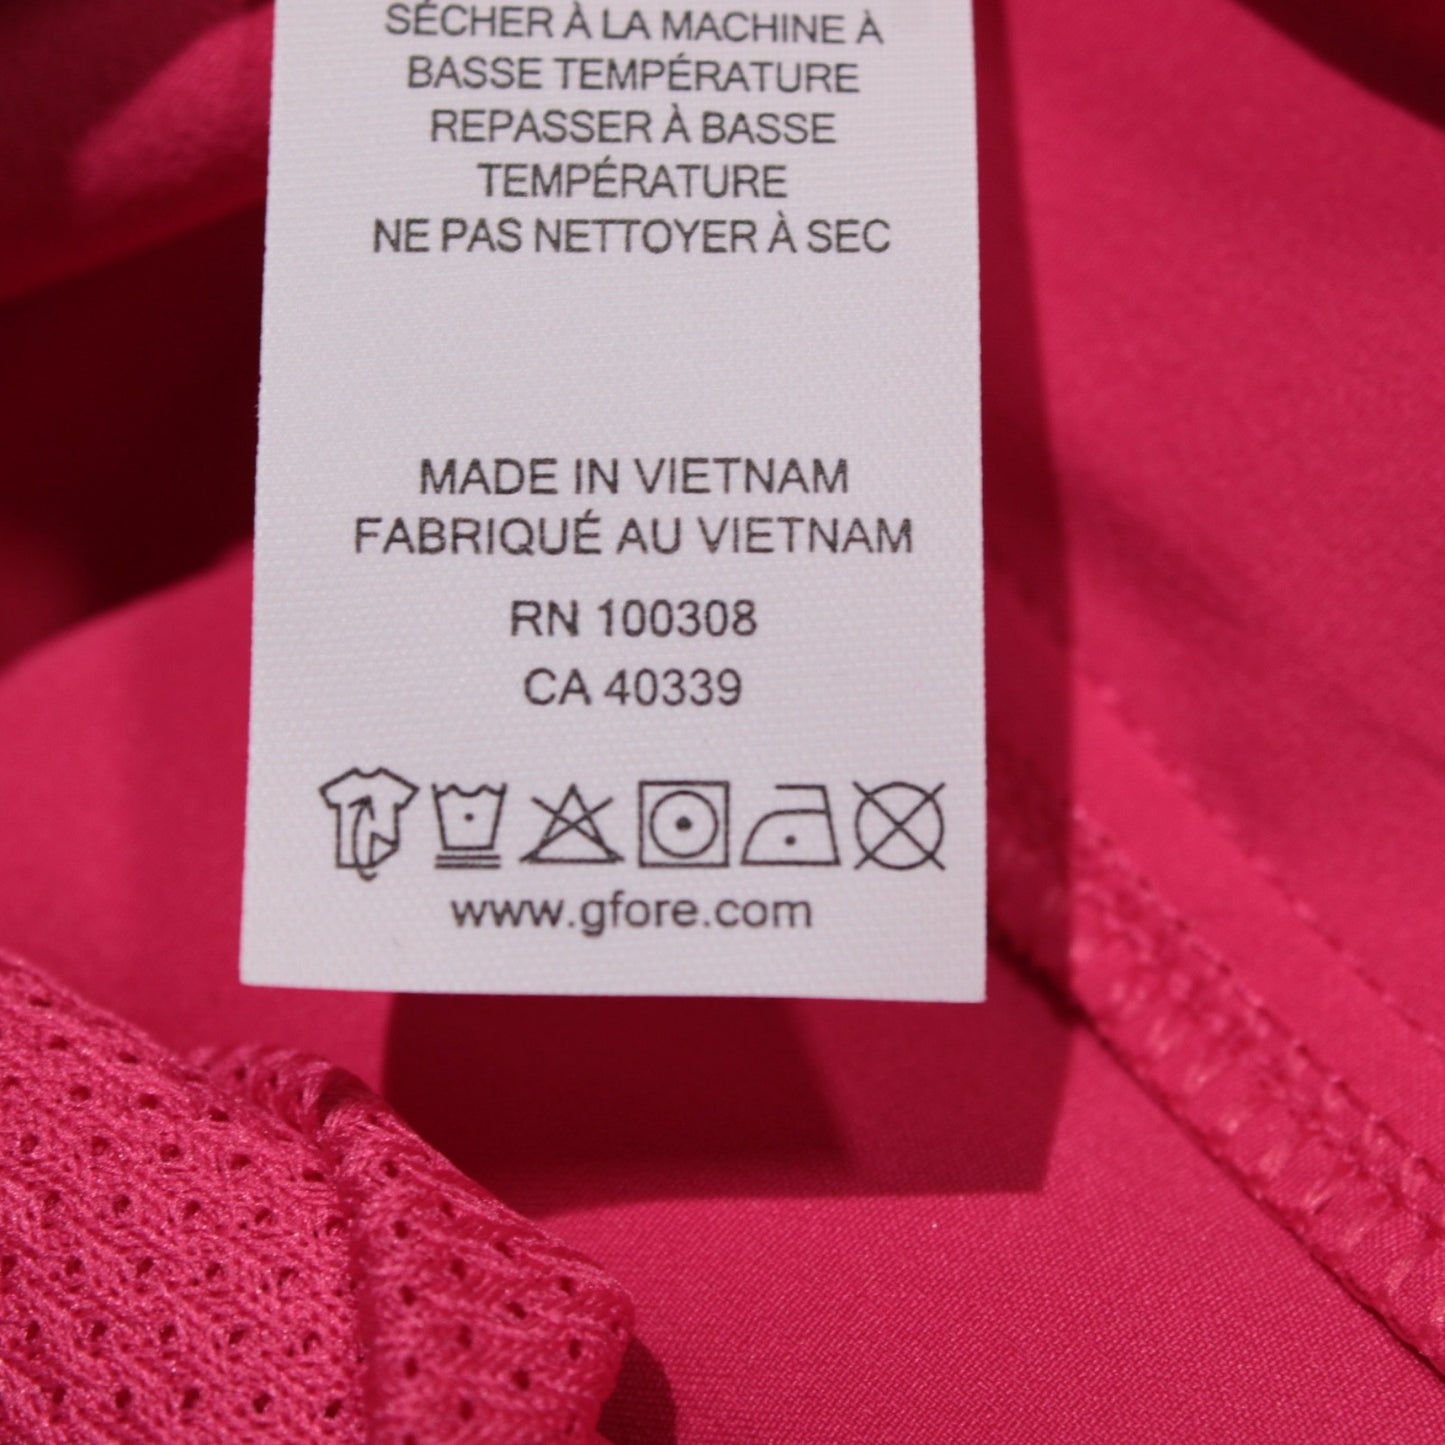 SÉCHER À LA MACHINE À
BASSE TEMPÉRATURE
REPASSER À BASSE
TEMPÉRATURE
NE PAS NETTOYER À SEC
MADE IN VIETNAM
FABRIQUÉ AU VIETNAM
RN 100308
CA 40339
www.gfore.com